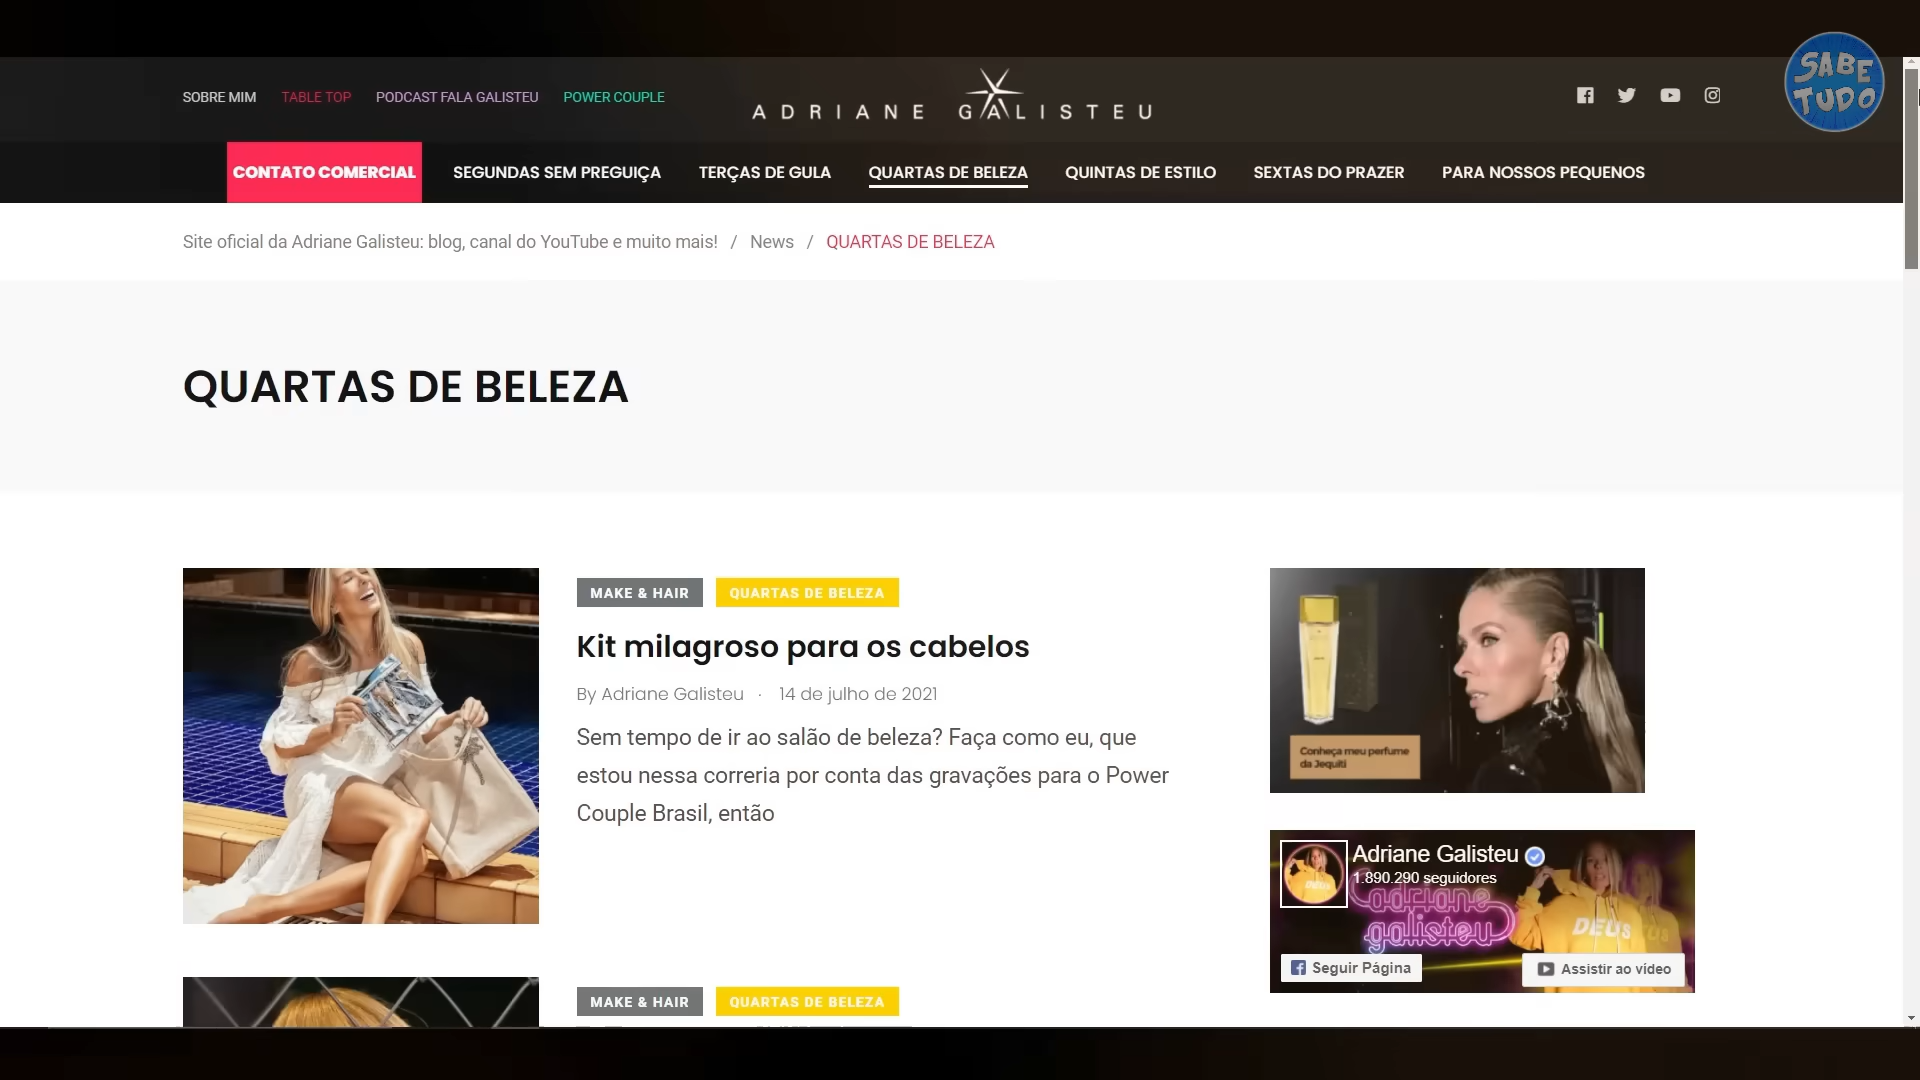 SOBRE MIM
TABLE TOP
PODCAST FALA GALISTEU
POWER COUPLE
ADRIANE GALISTEU
SABE
TUDO
CONTATO COMERCIAL
SEGUNDAS SEM PREGUIÇA
TERÇAS DE GULA
QUARTAS DE BELEZA
QUINTAS DE ESTILO
SEXTAS DO PRAZER
PARA NOSSOS PEQUENOS
Site oficial da Adriane Galisteu: blog, canal do YouTube e muito mais! / News / QUARTAS DE BELEZA
QUARTAS DE BELEZA
MAKE & HAIR
QUARTAS DE BELEZA
Kit milagroso para os cabelos
By Adriane Galisteu · 14 de julho de 2021
Sem tempo de ir ao salão de beleza? Faça como eu, que
estou nessa correria por conta das gravações para o Power
Couple Brasil, então
Conheça meu perfume
da Jequiti
Adriane Galisteu
1.890.290 seguidores
adriane
galisteu
DEUS
Seguir Página
Assistir ao vídeo
MAKE & HAIR
QUARTAS DE BELEZA